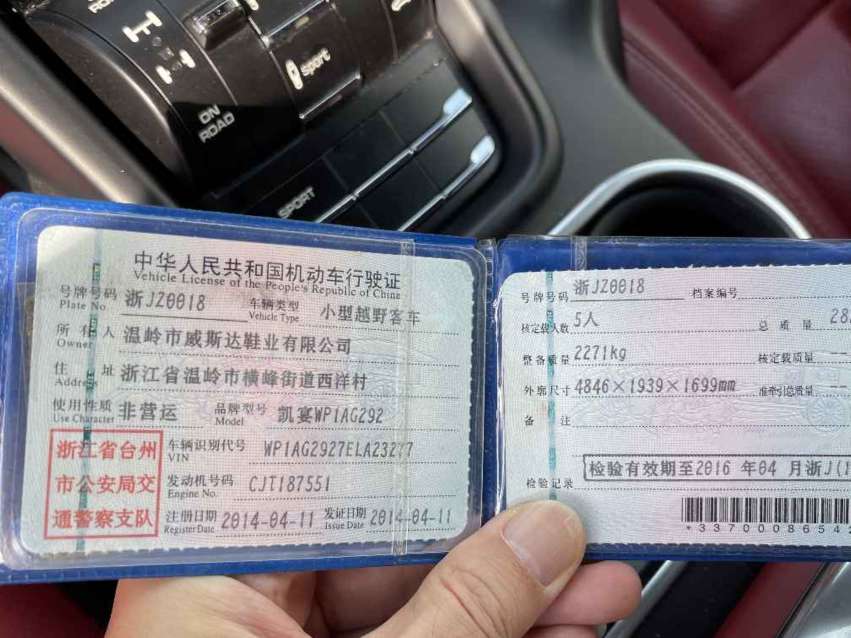 ON
ROAD
sport
SPORT
中华人民共和国机动车行驶证
Vehicle License of the People's Republic of China
号牌号码 Plate No. 浙JZ0018 车辆类型 Vehicle Type 小型越野客车
所有人 Owner 温岭市威斯达鞋业有限公司
住址 Address 浙江省温岭市横峰街道西洋村
使用性质 Use Character 非营运 品牌型号 Model 凯宴WP1AG292
浙江省台州
市公安局交
通警察支队
车辆识别代号 VIN WP1AG2927ELA23277
发动机号码 Engine No. CJT187551
注册日期 Register Date 2014-04-11 发证日期 Issue Date 2014-04-11
号牌号码 浙JZ0018 档案编号
核定载人数 5人 总质量 28
整备质量 2271kg 核定载质量 --
外廓尺寸 4846×1939×1699mm 准牵引总质量 --
备注
检验记录 检验有效期至2016 年04 月浙J(1
*33700086542